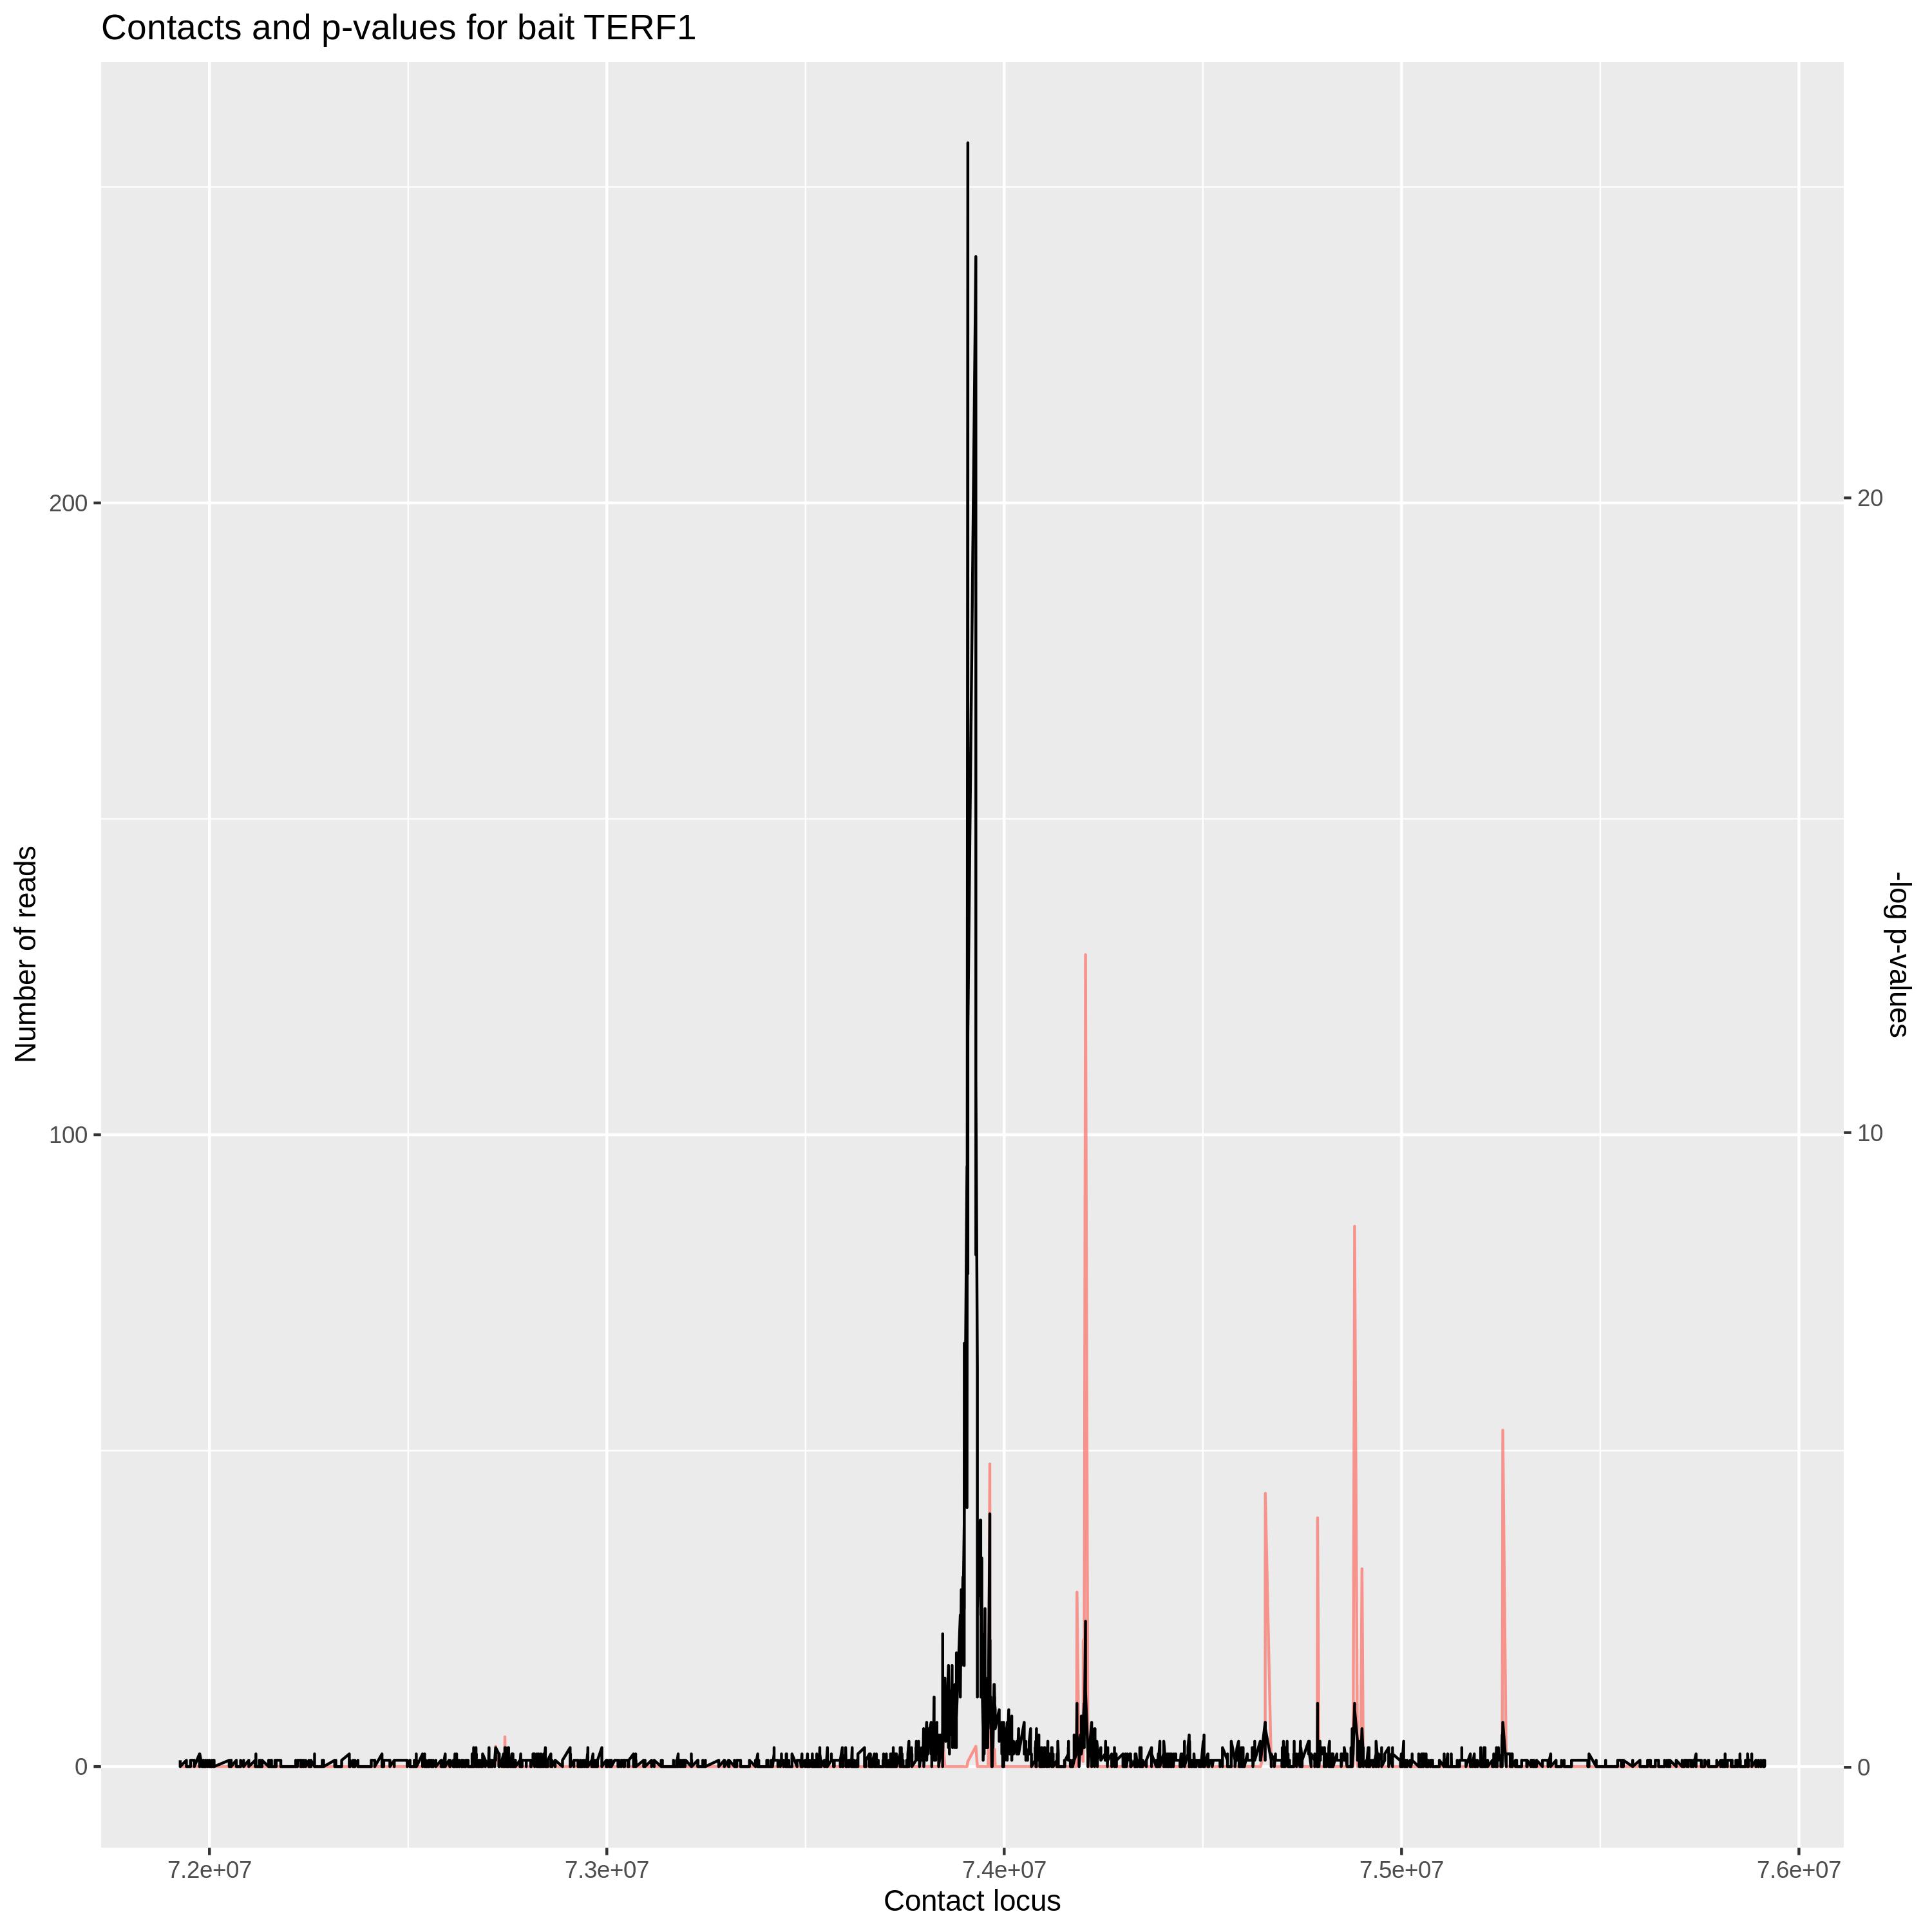 Contacts and p-values for bait TERF1
Number of reads
200
100
0
20
10
0
-log p-values
7.2e+07
7.3e+07
7.4e+07
7.5e+07
7.6e+07
Contact locus